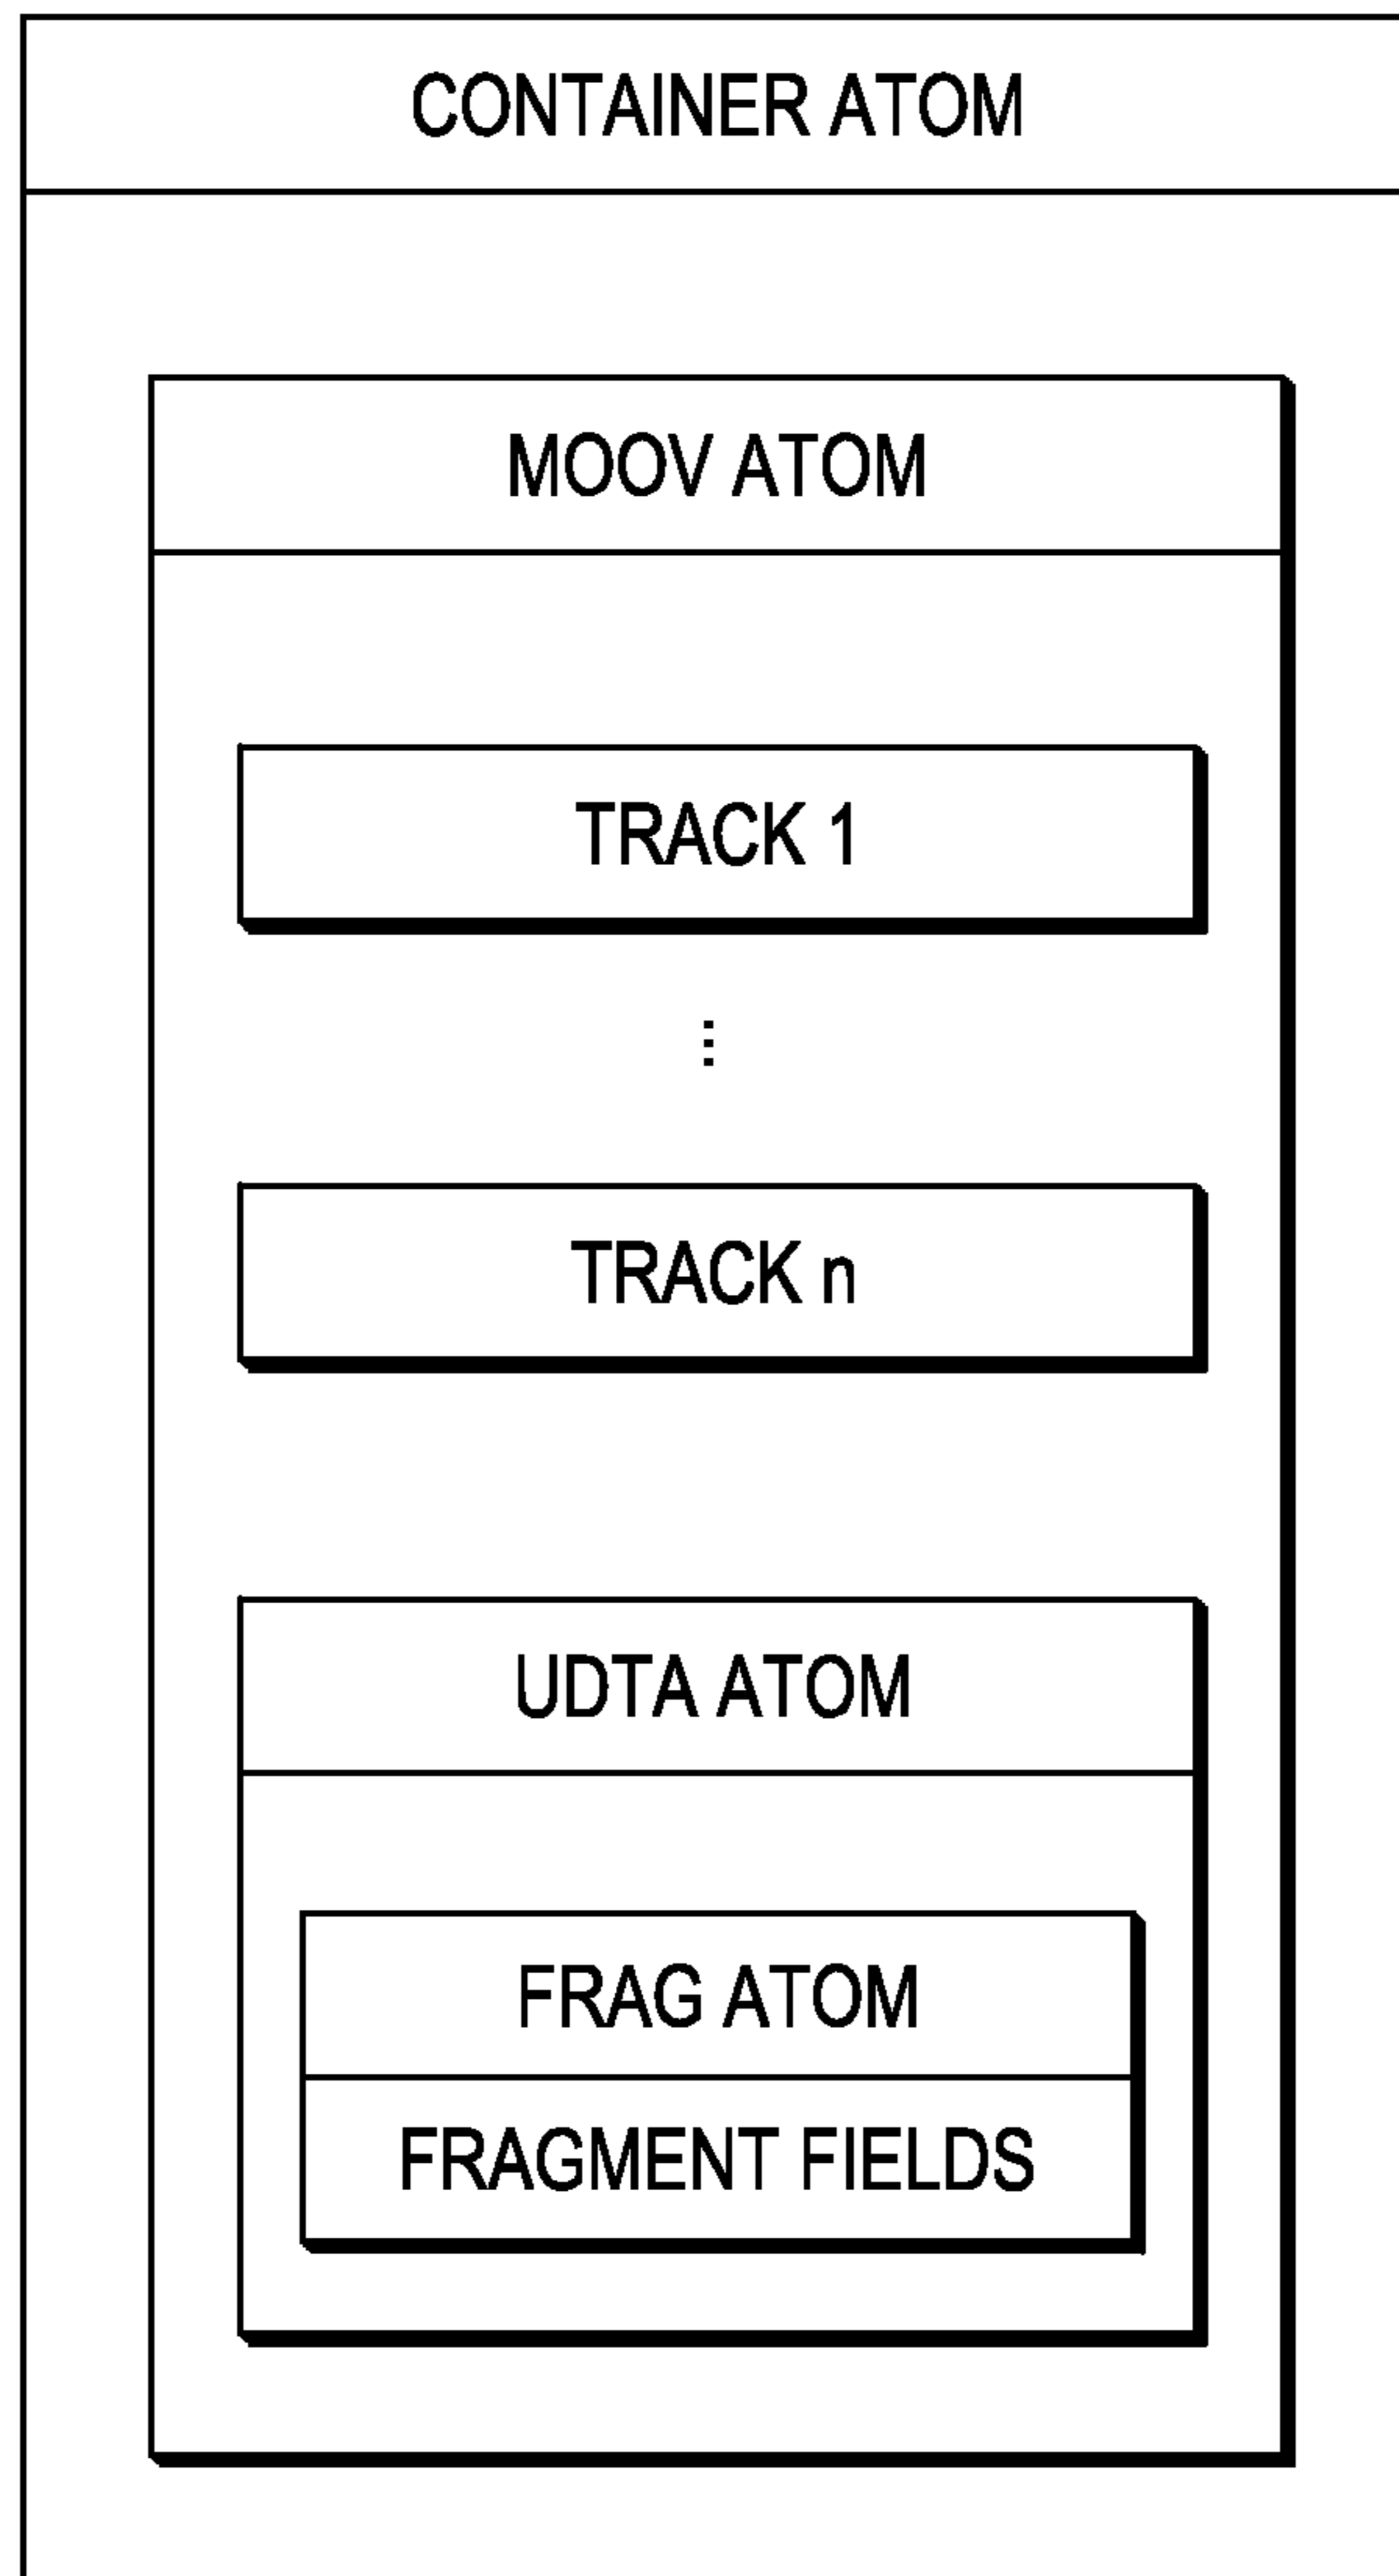 CONTAINER ATOM
MOOV ATOM
TRACK 1
⋮
TRACK n
UDTA ATOM
FRAG ATOM
FRAGMENT FIELDS